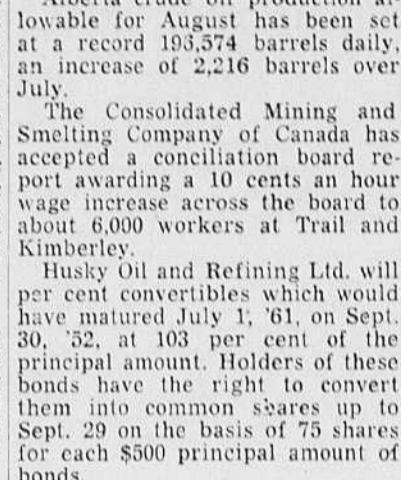 Alberta crude oil production al-
lowable for August has been set
at a record 193,574 barrels daily,
an increase of 2,216 barrels over
July.
The Consolidated Mining and
Smelting Company of Canada has
accepted a conciliation board re-
port awarding a 10 cents an hour
wage increase across the board to
about 6,000 workers at Trail and
Kimberley.
Husky Oil and Refining Ltd. will
per cent convertibles which would
have matured July 1, '61, on Sept.
30, '52, at 103 per cent of the
principal amount. Holders of these
bonds have the right to convert
them into common shares up to
Sept. 29 on the basis of 75 shares
for each $500 principal amount of
bonds.